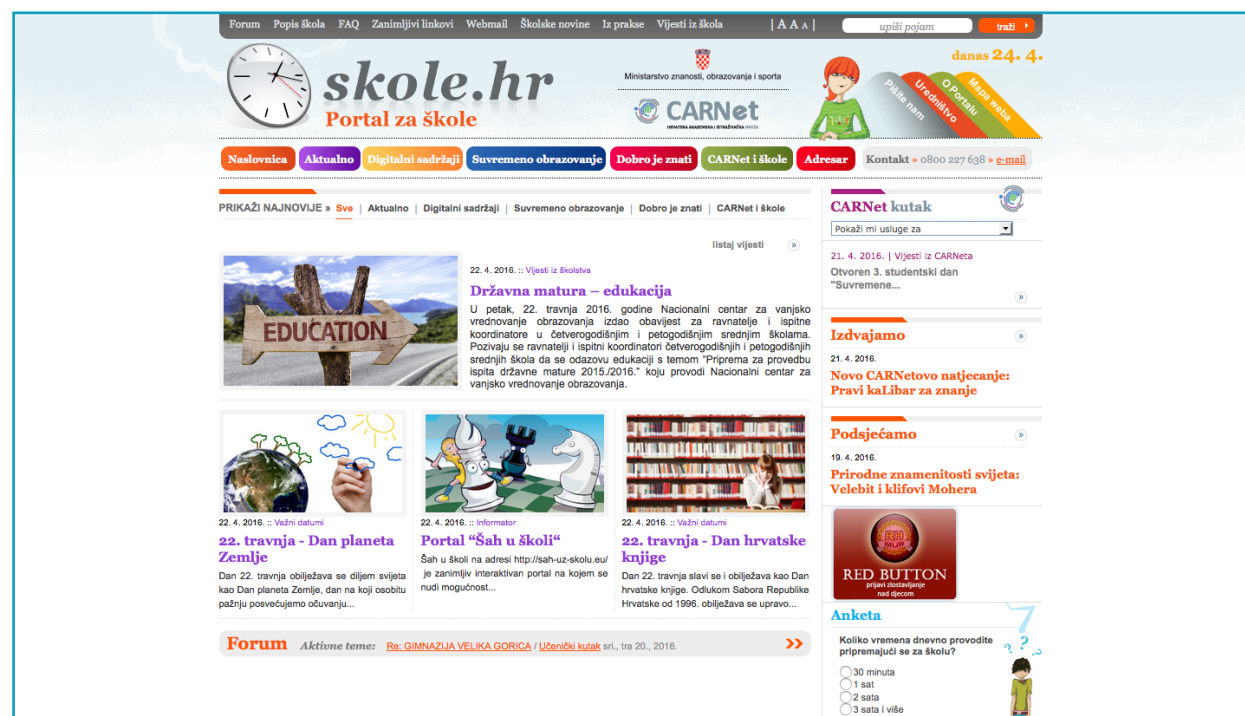 Forum Popis škola FAQ Zanimljivi linkovi Webmail Školske novine Iz prakse Vijesti iz škola | A A A | upiši pojam traži
danas 24. 4.
skole.hr
Portal za škole
Ministarstvo znanosti, obrazovanja i sporta
CARNet
HRVATSKA AKADEMSKA I ISTRAŽIVAČKA MREŽA
Pišite nam
Uredništvo
O Portalu
Mapa weba
Naslovnica Aktualno Digitalni sadržaji Suvremeno obrazovanje Dobro je znati CARNet i škole Adresar Kontakt » 0800 227 638 » e-mail
PRIKAŽI NAJNOVIJE » Sve | Aktualno | Digitalni sadržaji | Suvremeno obrazovanje | Dobro je znati | CARNet i škole
listaj vijesti »
EDUCATION
22. 4. 2016. :: Vijesti iz školstva
Državna matura – edukacija
U petak, 22. travnja 2016. godine Nacionalni centar za vanjsko
vrednovanje obrazovanja izdao obavijest za ravnatelje i ispitne
koordinatore u četverogodišnjim i petogodišnjim srednjim školama.
Pozivaju se ravnatelji i ispitni koordinatori četverogodišnjih i petogodišnjih
srednjih škola da se odazovu edukaciji s temom "Priprema za provedbu
ispita državne mature 2015./2016." koju provodi Nacionalni centar za
vanjsko vrednovanje obrazovanja.
22. 4. 2016. :: Važni datumi
22. travnja - Dan planeta
Zemlje
Dan 22. travnja obilježava se diljem svijeta
kao Dan planeta Zemlje, dan na koji osobitu
pažnju posvećujemo očuvanju...
22. 4. 2016. :: Informator
Portal “Šah u školi“
Šah u školi na adresi http://sah-uz-skolu.eu/
je zanimljiv interaktivan portal na kojem se
nudi mogućnost...
22. 4. 2016. :: Važni datumi
22. travnja - Dan hrvatske
knjige
Dan 22. travnja slavi se i obilježava kao Dan
hrvatske knjige. Odlukom Sabora Republike
Hrvatske od 1996. obilježava se upravo...
Forum Aktivne teme: Re: GIMNAZIJA VELIKA GORICA / Učenički kutak sri., tra 20., 2016. >>
CARNet kutak
Pokaži mi usluge za
21. 4. 2016. | Vijesti iz CARNeta
Otvoren 3. studentski dan
"Suvremene...
»
Izdvajamo »
21. 4. 2016.
Novo CARNetovo natjecanje:
Pravi kaLibar za znanje
Podsjećamo »
19. 4. 2016.
Prirodne znamenitosti svijeta:
Velebit i klifovi Mohera
RH
MUP
RED BUTTON
prijavi zlostavljanje
nad djecom
Anketa
Koliko vremena dnevno provodite
pripremajući se za školu?
30 minuta
1 sat
2 sata
3 sata i više